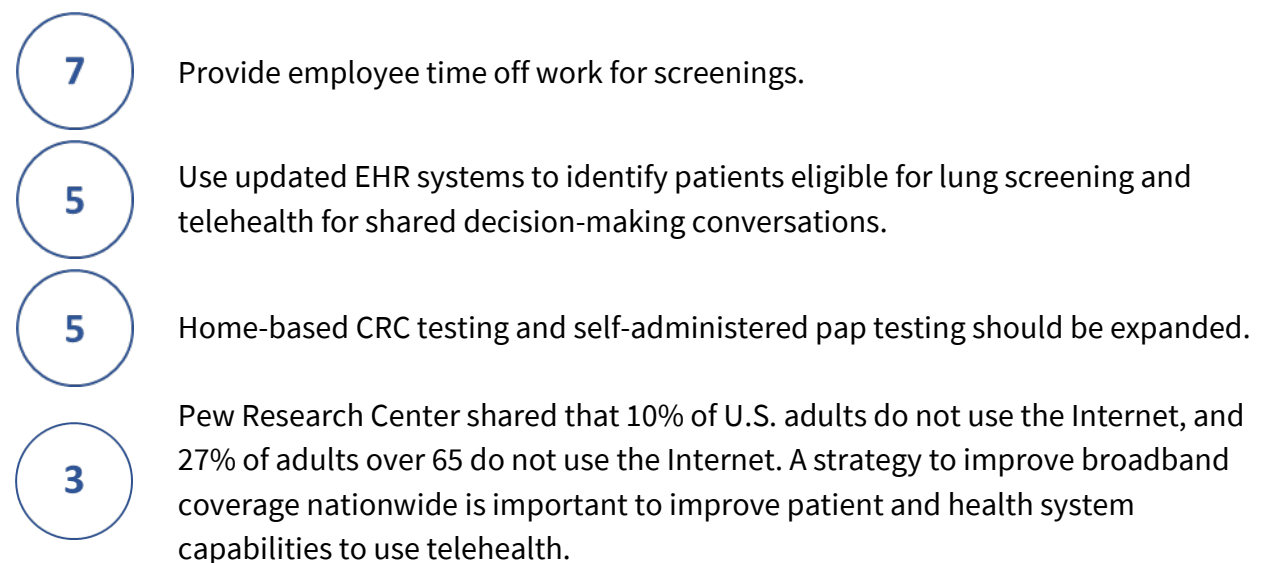 7
Provide employee time off work for screenings.
5
Use updated EHR systems to identify patients eligible for lung screening and
telehealth for shared decision-making conversations.
5
Home-based CRC testing and self-administered pap testing should be expanded.
3
Pew Research Center shared that 10% of U.S. adults do not use the Internet, and
27% of adults over 65 do not use the Internet. A strategy to improve broadband
coverage nationwide is important to improve patient and health system
capabilities to use telehealth.